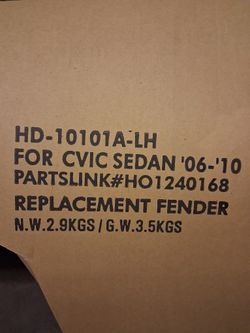 HD-10101A-LH
FOR CVIC SEDAN '06-'10
PARTSLINK#HO1240168
REPLACEMENT FENDER
N.W.2.9KGS / G.W.3.5KGS